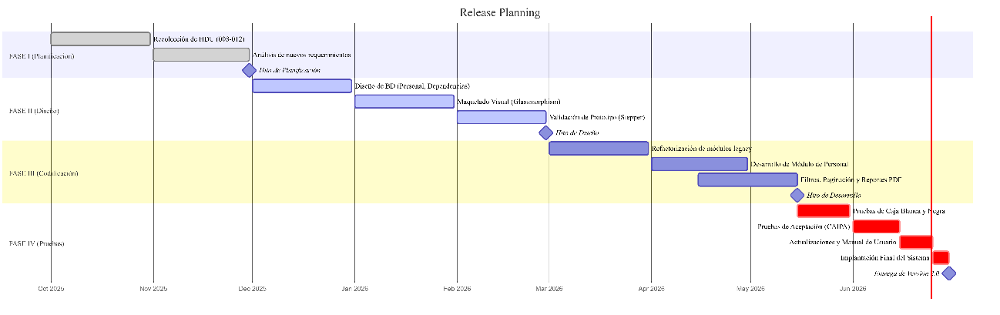 Release Planning
Recolección de HDU (008-012)
FASE I (Planificación)
Análisis de nuevos requerimientos
Hito de Planificación
Diseño de BD (Personal, Dependencias)
Maquetado Visual (Glassmorphism)
FASE II (Diseño)
Validación de Prototipo (Stepper)
Hito de Diseño
Refactorización de módulos legacy
Desarrollo de Módulo de Personal
FASE III (Codificación)
Filtros, Paginación y Reportes PDF
Hito de Desarrollo
Pruebas de Caja Blanca y Negra
Pruebas de Aceptación (CAIPA)
Actualizaciones y Manual de Usuario
FASE IV (Pruebas)
Implantación Final del Sistema
Entrega de Versión 2.0
Oct 2025 Nov 2025 Dec 2025 Jan 2026 Feb 2026 Mar 2026 Apr 2026 May 2026 Jun 2026